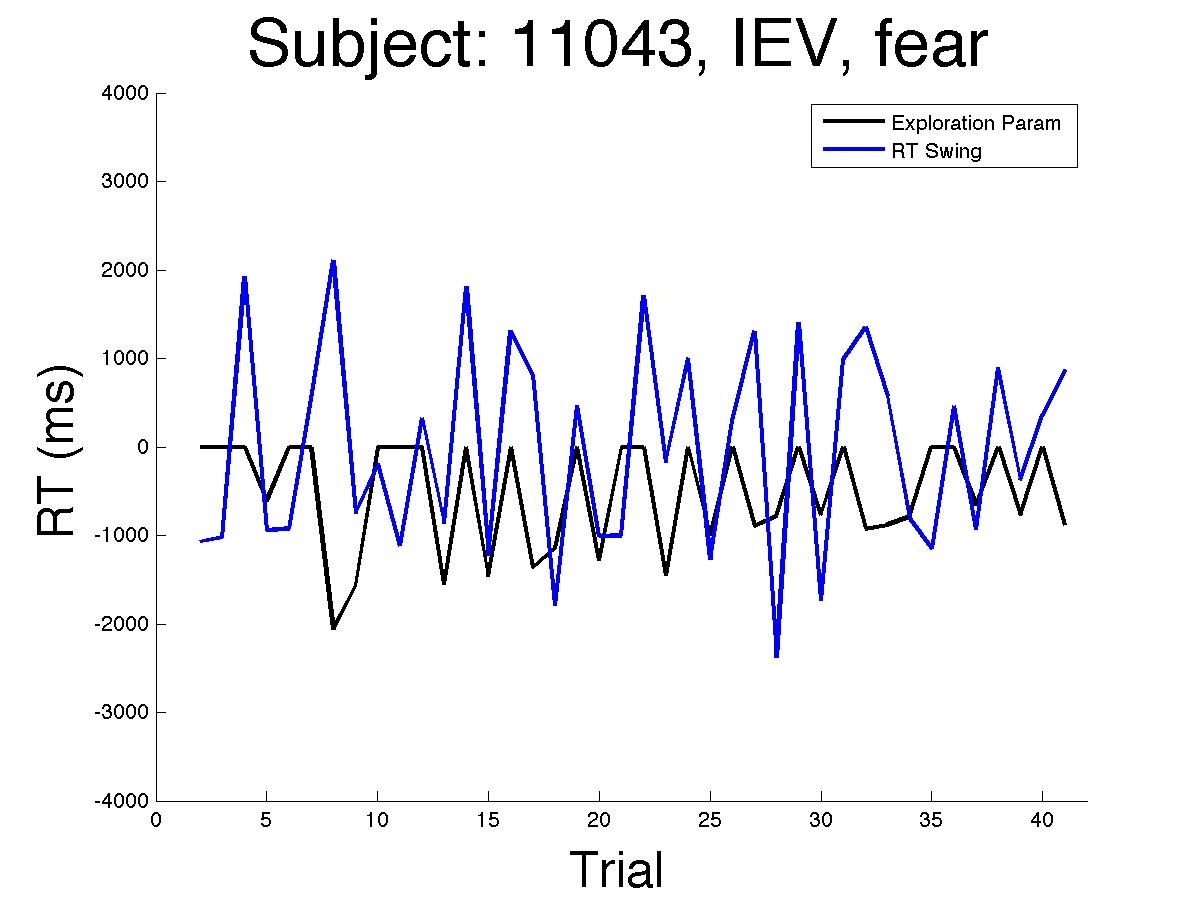 Subject: 11043, IEV, fear
Exploration Param
RT Swing
4000
3000
2000
1000
0
-1000
-2000
-3000
-4000
RT (ms)
0 5 10 15 20 25 30 35 40
Trial